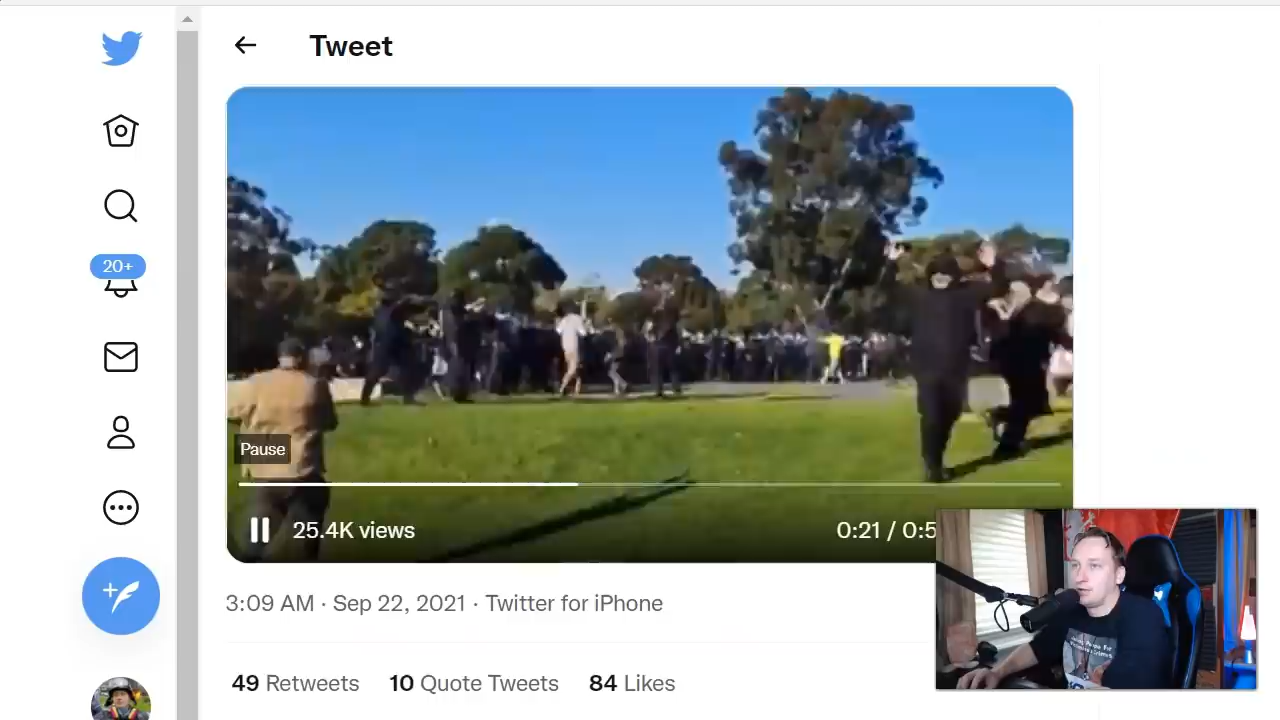 Tweet
20+
Pause
25.4K views
0:21 / 0:5
3:09 AM · Sep 22, 2021 · Twitter for iPhone
49 Retweets 10 Quote Tweets 84 Likes